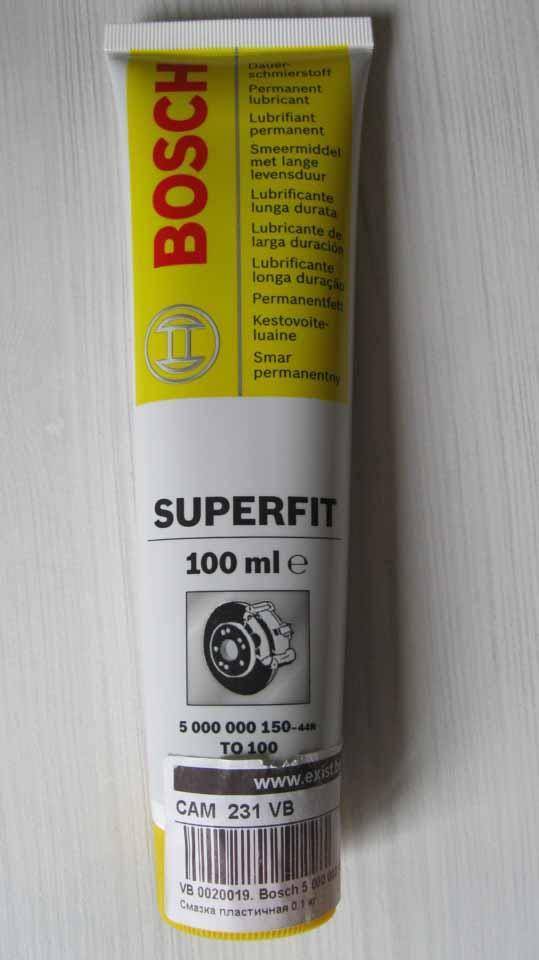 BOSCH
Dauer-
schmierstoff
Permanent
lubricant
Lubrifiant
permanent
Smeermiddel
met lange
levensduur
Lubrificante
lunga durata
Lubricante de
larga duración
Lubrificante
longa duração
Permanentfett
Kestovoite-
luaine
Smar
permanentny
SUPERFIT
100 ml e
5 000 000 150-44R
TO 100
www.exist.b
CAM 231 VB
VB 0020019. Bosch 5 000 000
Смазка пластичная 0.1 кг